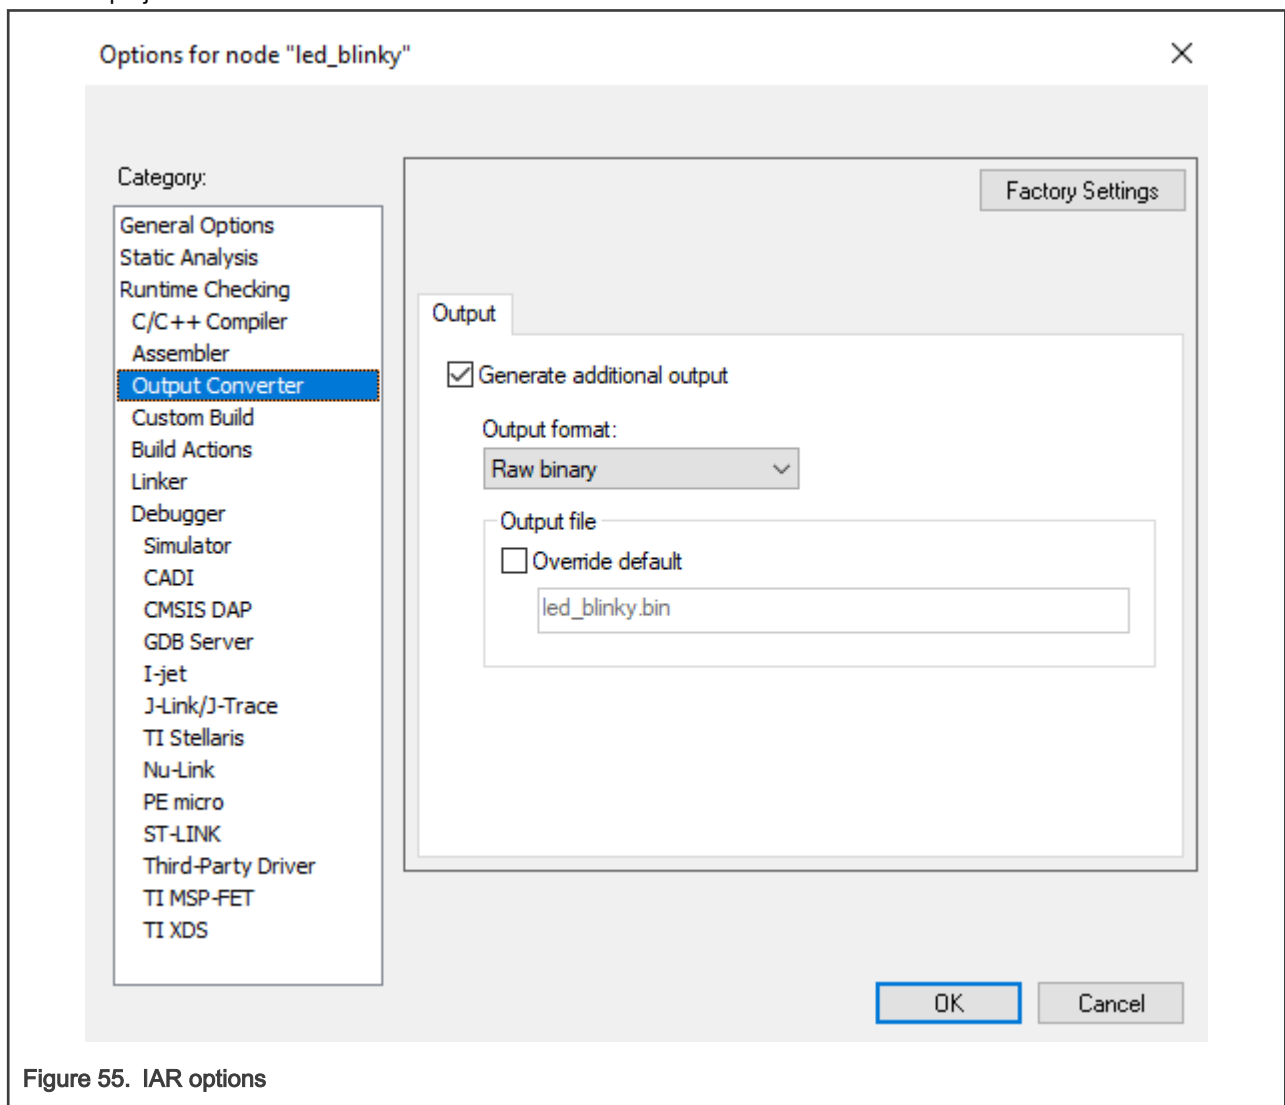 Options for node "led_blinky"
Category:
Factory Settings
General Options
Static Analysis
Runtime Checking
C/C++ Compiler
Assembler
Output Converter
Custom Build
Build Actions
Linker
Debugger
Simulator
CADI
CMSIS DAP
GDB Server
I-jet
J-Link/J-Trace
TI Stellaris
Nu-Link
PE micro
ST-LINK
Third-Party Driver
TI MSP-FET
TI XDS
Output
Generate additional output
Output format:
Raw binary
Output file
Override default
led_blinky.bin
OK Cancel
Figure 55. IAR options